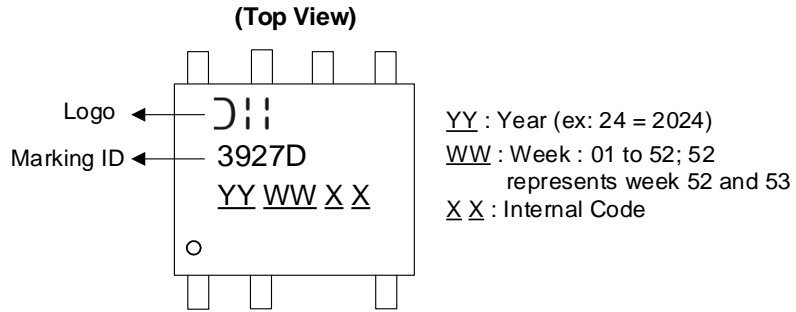 (Top View)
Logo
3927D
Marking ID
YY WW X X
YY : Year (ex: 24 = 2024)
WW : Week : 01 to 52; 52
represents week 52 and 53
X X : Internal Code